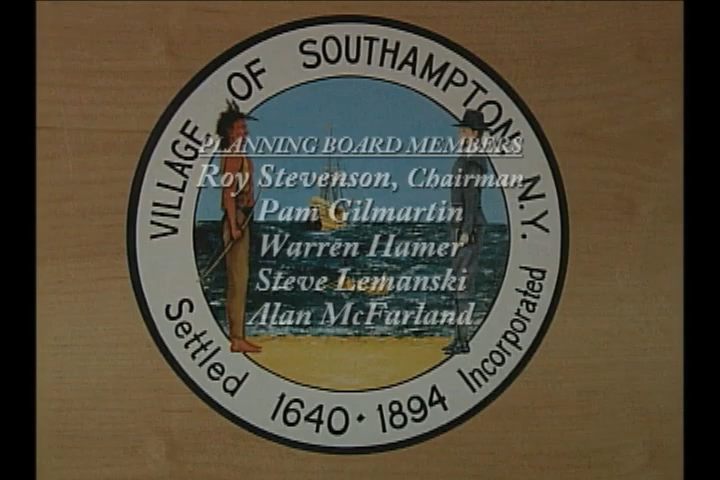 VILLAGE OF SOUTHAMPTON N.Y.
PLANNING BOARD MEMBERS
Roy Stevenson, Chairman
Pam Gilmartin
Warren Hamer
Steve Lemanski
Alan McFarland
Settled 1640 · 1894 Incorporated